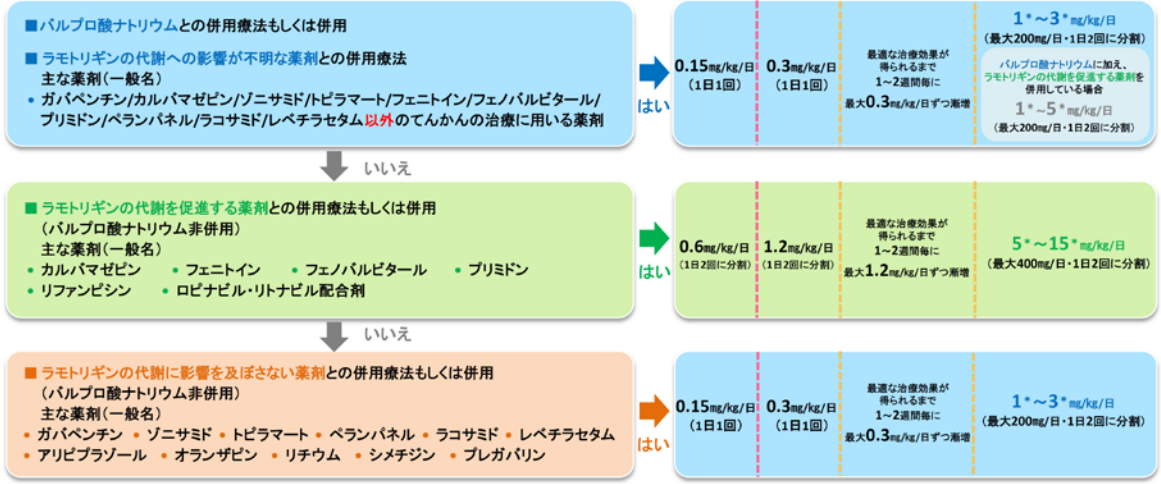 ■ バルプロ酸ナトリウムとの併用療法もしくは併用
■ ラモトリギンの代謝への影響が不明な薬剤との併用療法
主な薬剤(一般名)
• ガバペンチン/カルバマゼピン/ゾニサミド/トピラマート/フェニトイン/フェノバルビタール/
プリミドン/ペランパネル/ラコサミド/レベチラセタム以外のてんかんの治療に用いる薬剤
はい
0.15mg/kg/日
(1日1回)
0.3mg/kg/日
(1日1回)
最適な治療効果が
得られるまで
1～2週間毎に
最大0.3mg/kg/日ずつ漸増
1*～3*mg/kg/日
(最大200mg/日・1日2回に分割)
バルプロ酸ナトリウムに加え、
ラモトリギンの代謝を促進する薬剤を
併用している場合
1*～5*mg/kg/日
(最大200mg/日・1日2回に分割)
いいえ
■ ラモトリギンの代謝を促進する薬剤との併用療法もしくは併用
(バルプロ酸ナトリウム非併用)
主な薬剤(一般名)
• カルバマゼピン • フェニトイン • フェノバルビタール • プリミドン
• リファンピシン • ロピナビル・リトナビル配合剤
はい
0.6mg/kg/日
(1日2回に分割)
1.2mg/kg/日
(1日2回に分割)
最適な治療効果が
得られるまで
1～2週間毎に
最大1.2mg/kg/日ずつ漸増
5*～15*mg/kg/日
(最大400mg/日・1日2回に分割)
いいえ
■ ラモトリギンの代謝に影響を及ぼさない薬剤との併用療法もしくは併用
(バルプロ酸ナトリウム非併用)
主な薬剤(一般名)
• ガバペンチン • ゾニサミド • トピラマート • ペランパネル • ラコサミド • レベチラセタム
• アリピプラゾール • オランザピン • リチウム • シメチジン • プレガバリン
はい
0.15mg/kg/日
(1日1回)
0.3mg/kg/日
(1日1回)
最適な治療効果が
得られるまで
1～2週間毎に
最大0.3mg/kg/日ずつ漸増
1*～3*mg/kg/日
(最大200mg/日・1日2回に分割)